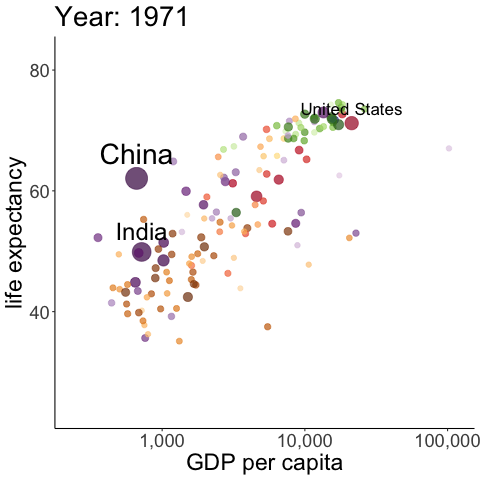 Year: 1971
life expectancy
80
60
40
China
India
United States
1,000
10,000
100,000
GDP per capita